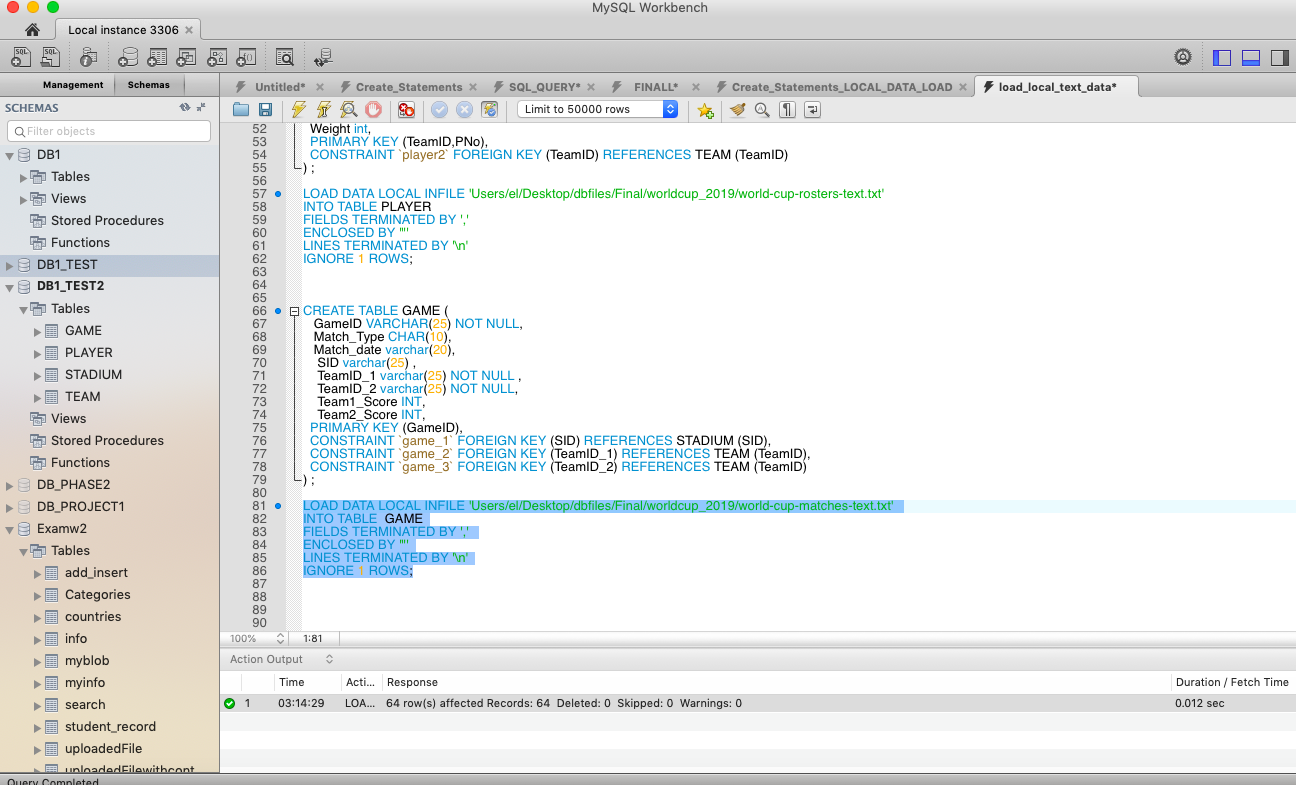 MySQL Workbench
Local instance 3306
Management Schemas
Untitled* Create_Statements SQL_QUERY* FINALL* Create_Statements_LOCAL_DATA_LOAD load_local_text_data*
SCHEMAS
Limit to 50000 rows
Filter objects
DB1
Tables
Views
Stored Procedures
Functions
DB1_TEST
DB1_TEST2
Tables
GAME
PLAYER
STADIUM
TEAM
Views
Stored Procedures
Functions
DB_PHASE2
DB_PROJECT1
Examw2
Tables
add_insert
Categories
countries
info
myblob
myinfo
search
student_record
uploadedFile
uploadedFilewithcont
52 Weight int,
53 PRIMARY KEY (TeamID,PNo),
54 CONSTRAINT `player2` FOREIGN KEY (TeamID) REFERENCES TEAM (TeamID)
55 ) ;
56
57 LOAD DATA LOCAL INFILE 'Users/el/Desktop/dbfiles/Final/worldcup_2019/world-cup-rosters-text.txt'
58 INTO TABLE PLAYER
59 FIELDS TERMINATED BY ','
60 ENCLOSED BY '"'
61 LINES TERMINATED BY '\n'
62 IGNORE 1 ROWS;
63
64
65
66 CREATE TABLE GAME (
67 GameID VARCHAR(25) NOT NULL,
68 Match_Type CHAR(10),
69 Match_date varchar(20),
70 SID varchar(25) ,
71 TeamID_1 varchar(25) NOT NULL ,
72 TeamID_2 varchar(25) NOT NULL,
73 Team1_Score INT,
74 Team2_Score INT,
75 PRIMARY KEY (GameID),
76 CONSTRAINT `game_1` FOREIGN KEY (SID) REFERENCES STADIUM (SID),
77 CONSTRAINT `game_2` FOREIGN KEY (TeamID_1) REFERENCES TEAM (TeamID),
78 CONSTRAINT `game_3` FOREIGN KEY (TeamID_2) REFERENCES TEAM (TeamID)
79 ) ;
80
81 LOAD DATA LOCAL INFILE 'Users/el/Desktop/dbfiles/Final/worldcup_2019/world-cup-matches-text.txt'
82 INTO TABLE GAME
83 FIELDS TERMINATED BY ','
84 ENCLOSED BY '"'
85 LINES TERMINATED BY '\n'
86 IGNORE 1 ROWS;
87
88
89
90
100% 1:81
Action Output
Time Acti... Response Duration / Fetch Time
1 03:14:29 LOA... 64 row(s) affected Records: 64 Deleted: 0 Skipped: 0 Warnings: 0 0.012 sec
Query Completed